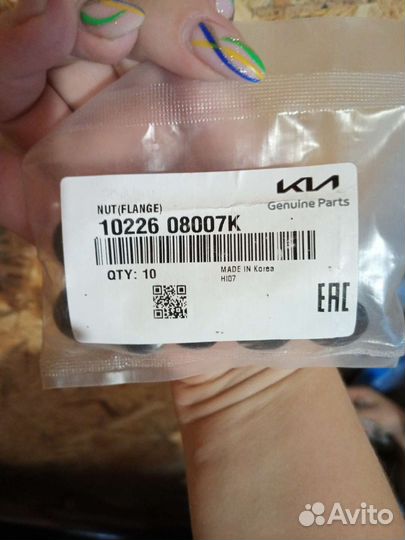 KIA
Genuine Parts
NUT(FLANGE)
10226 08007K
QTY: 10
MADE IN Korea
HI07
EAC
Avito